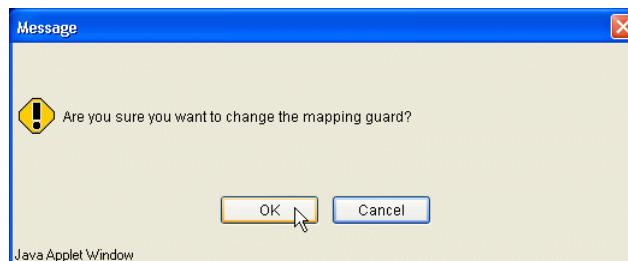 Message
Are you sure you want to change the mapping guard?
OK Cancel
Java Applet Window